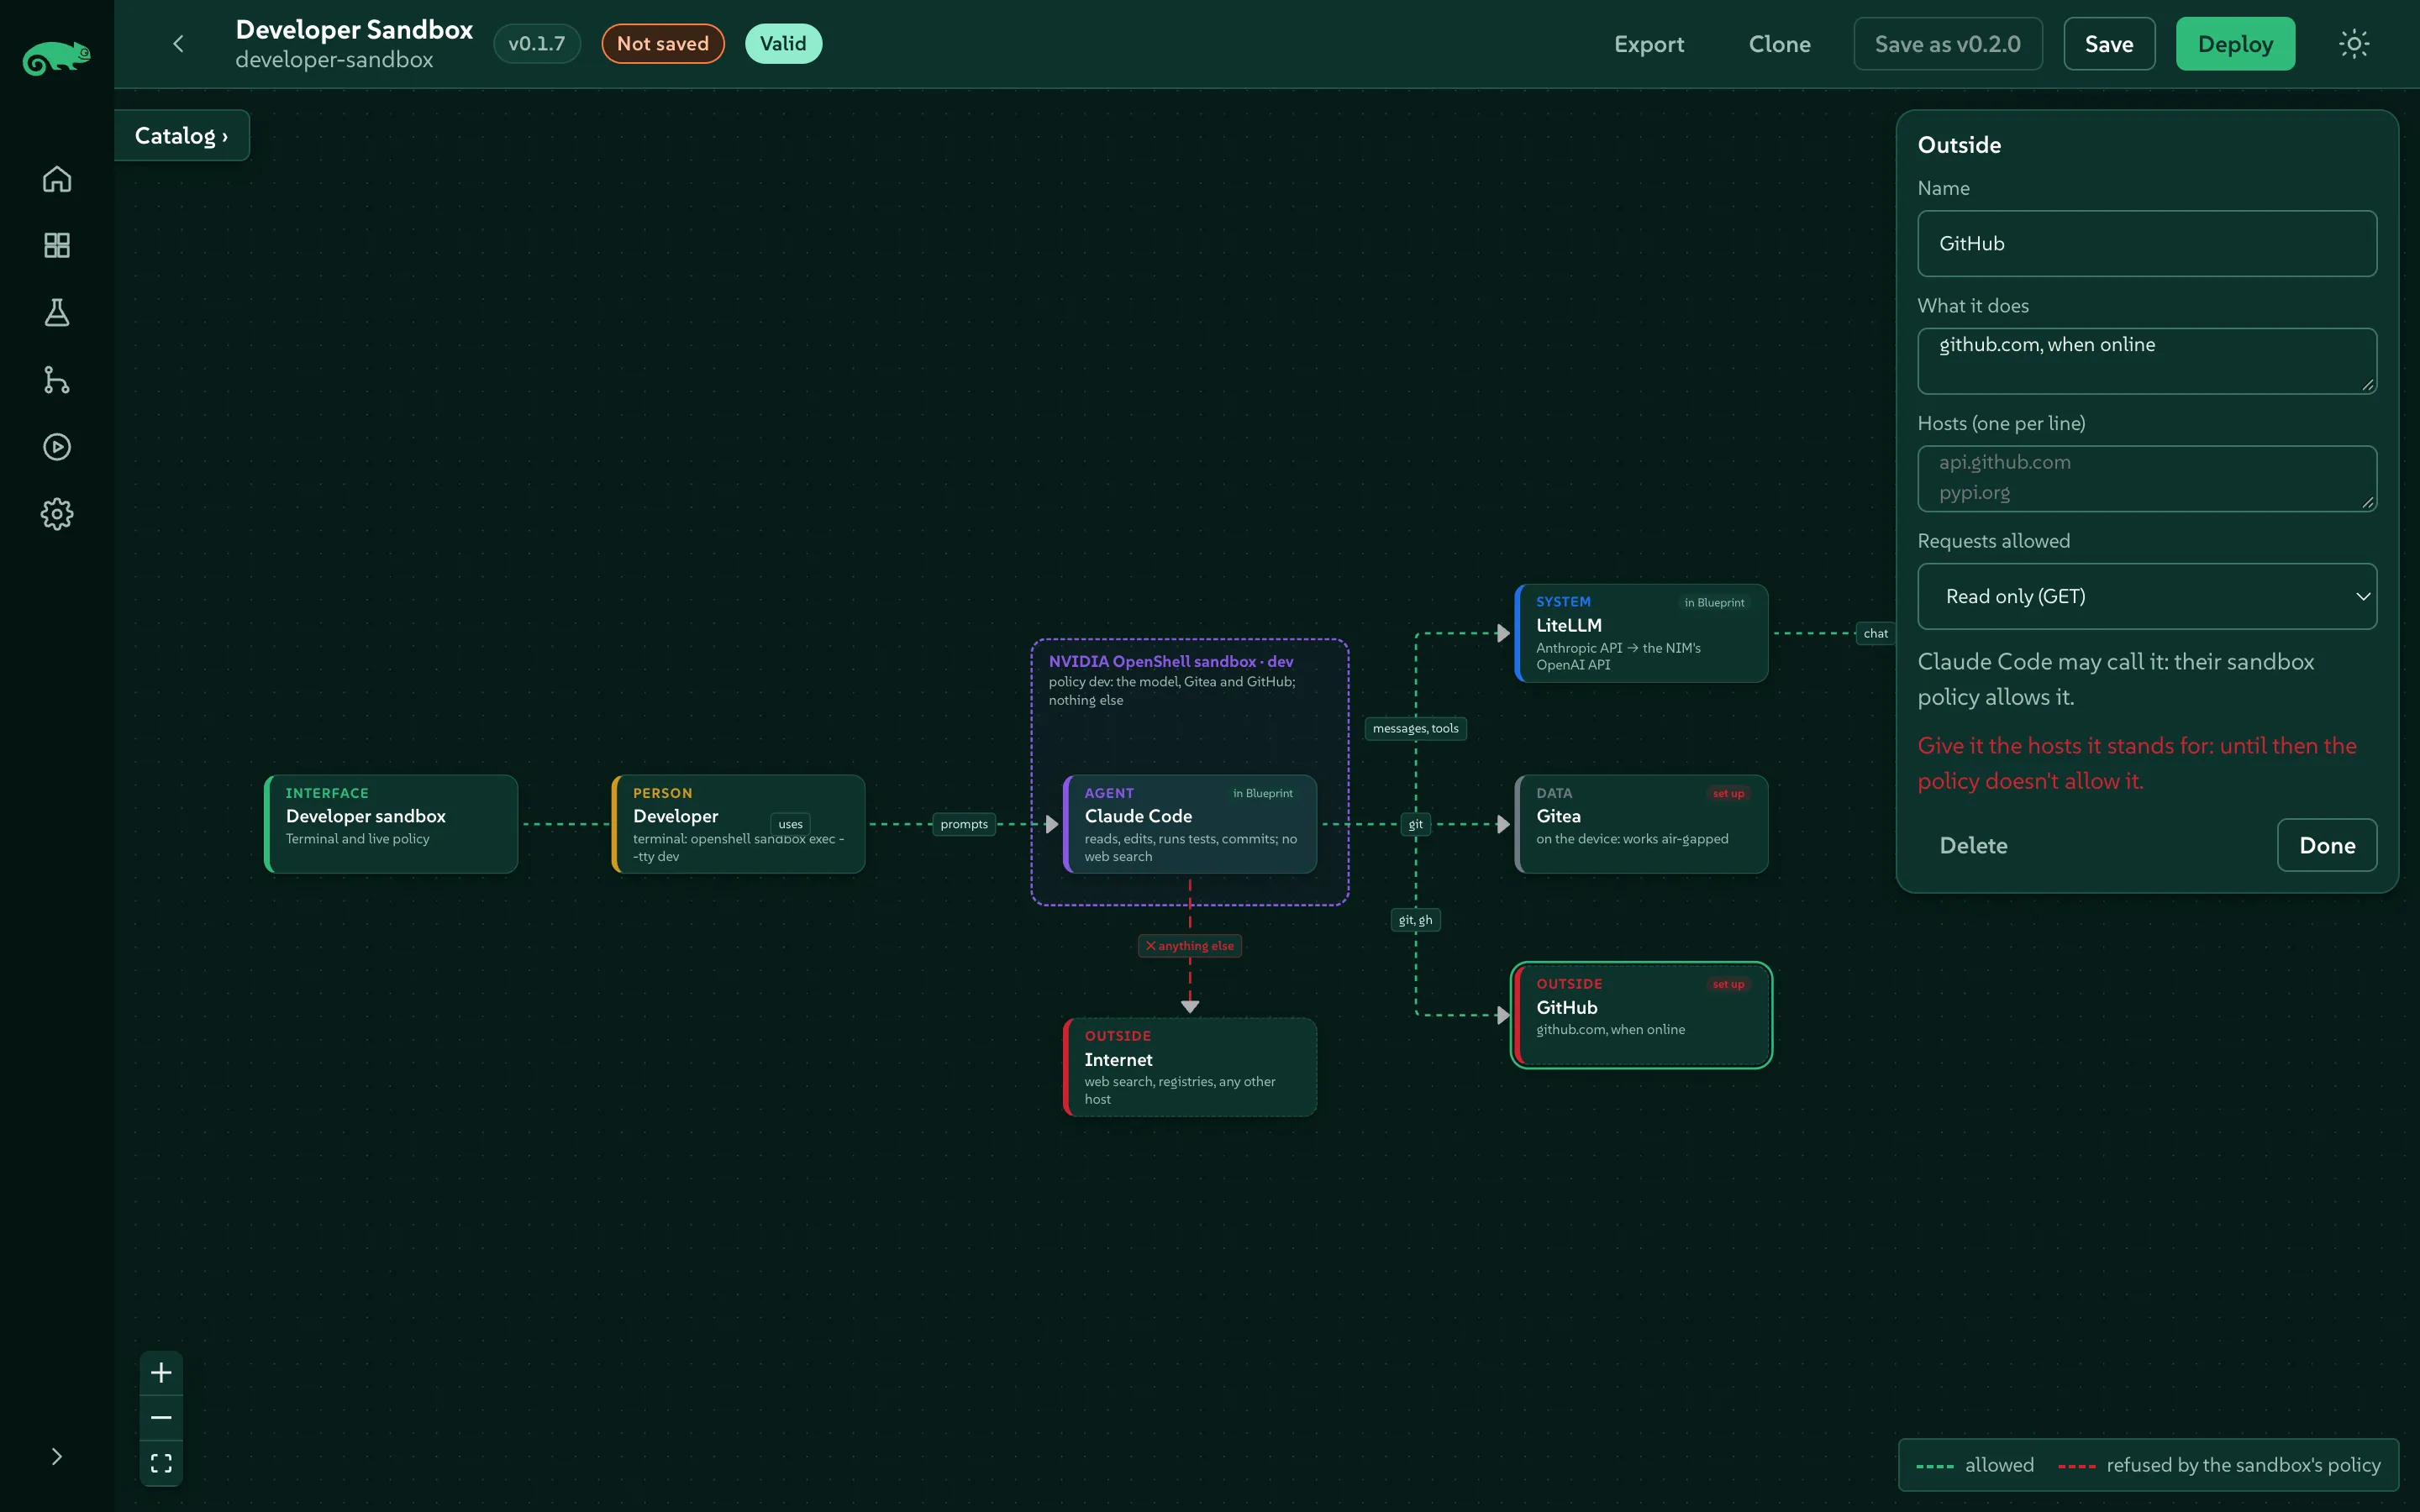 Developer Sandbox
developer-sandbox
v0.1.7
Not saved
Valid
Export
Clone
Save as v0.2.0
Save
Deploy
Catalog ›
Outside
Name
GitHub
What it does
github.com, when online
Hosts (one per line)
api.github.com
pypi.org
Requests allowed
Read only (GET)
Claude Code may call it: their sandbox
policy allows it.
Give it the hosts it stands for: until then the
policy doesn't allow it.
Delete
Done
INTERFACE
Developer sandbox
Terminal and live policy
PERSON
Developer
uses
terminal: openshell sandbox exec -
-tty dev
prompts
NVIDIA OpenShell sandbox · dev
policy dev: the model, Gitea and GitHub;
nothing else
AGENT
in Blueprint
Claude Code
reads, edits, runs tests, commits; no
web search
✕ anything else
OUTSIDE
Internet
web search, registries, any other
host
messages, tools
git
git, gh
SYSTEM
in Blueprint
LiteLLM
Anthropic API → the NIM's
OpenAI API
chat
DATA
set up
Gitea
on the device: works air-gapped
OUTSIDE
set up
GitHub
github.com, when online
allowed
refused by the sandbox's policy